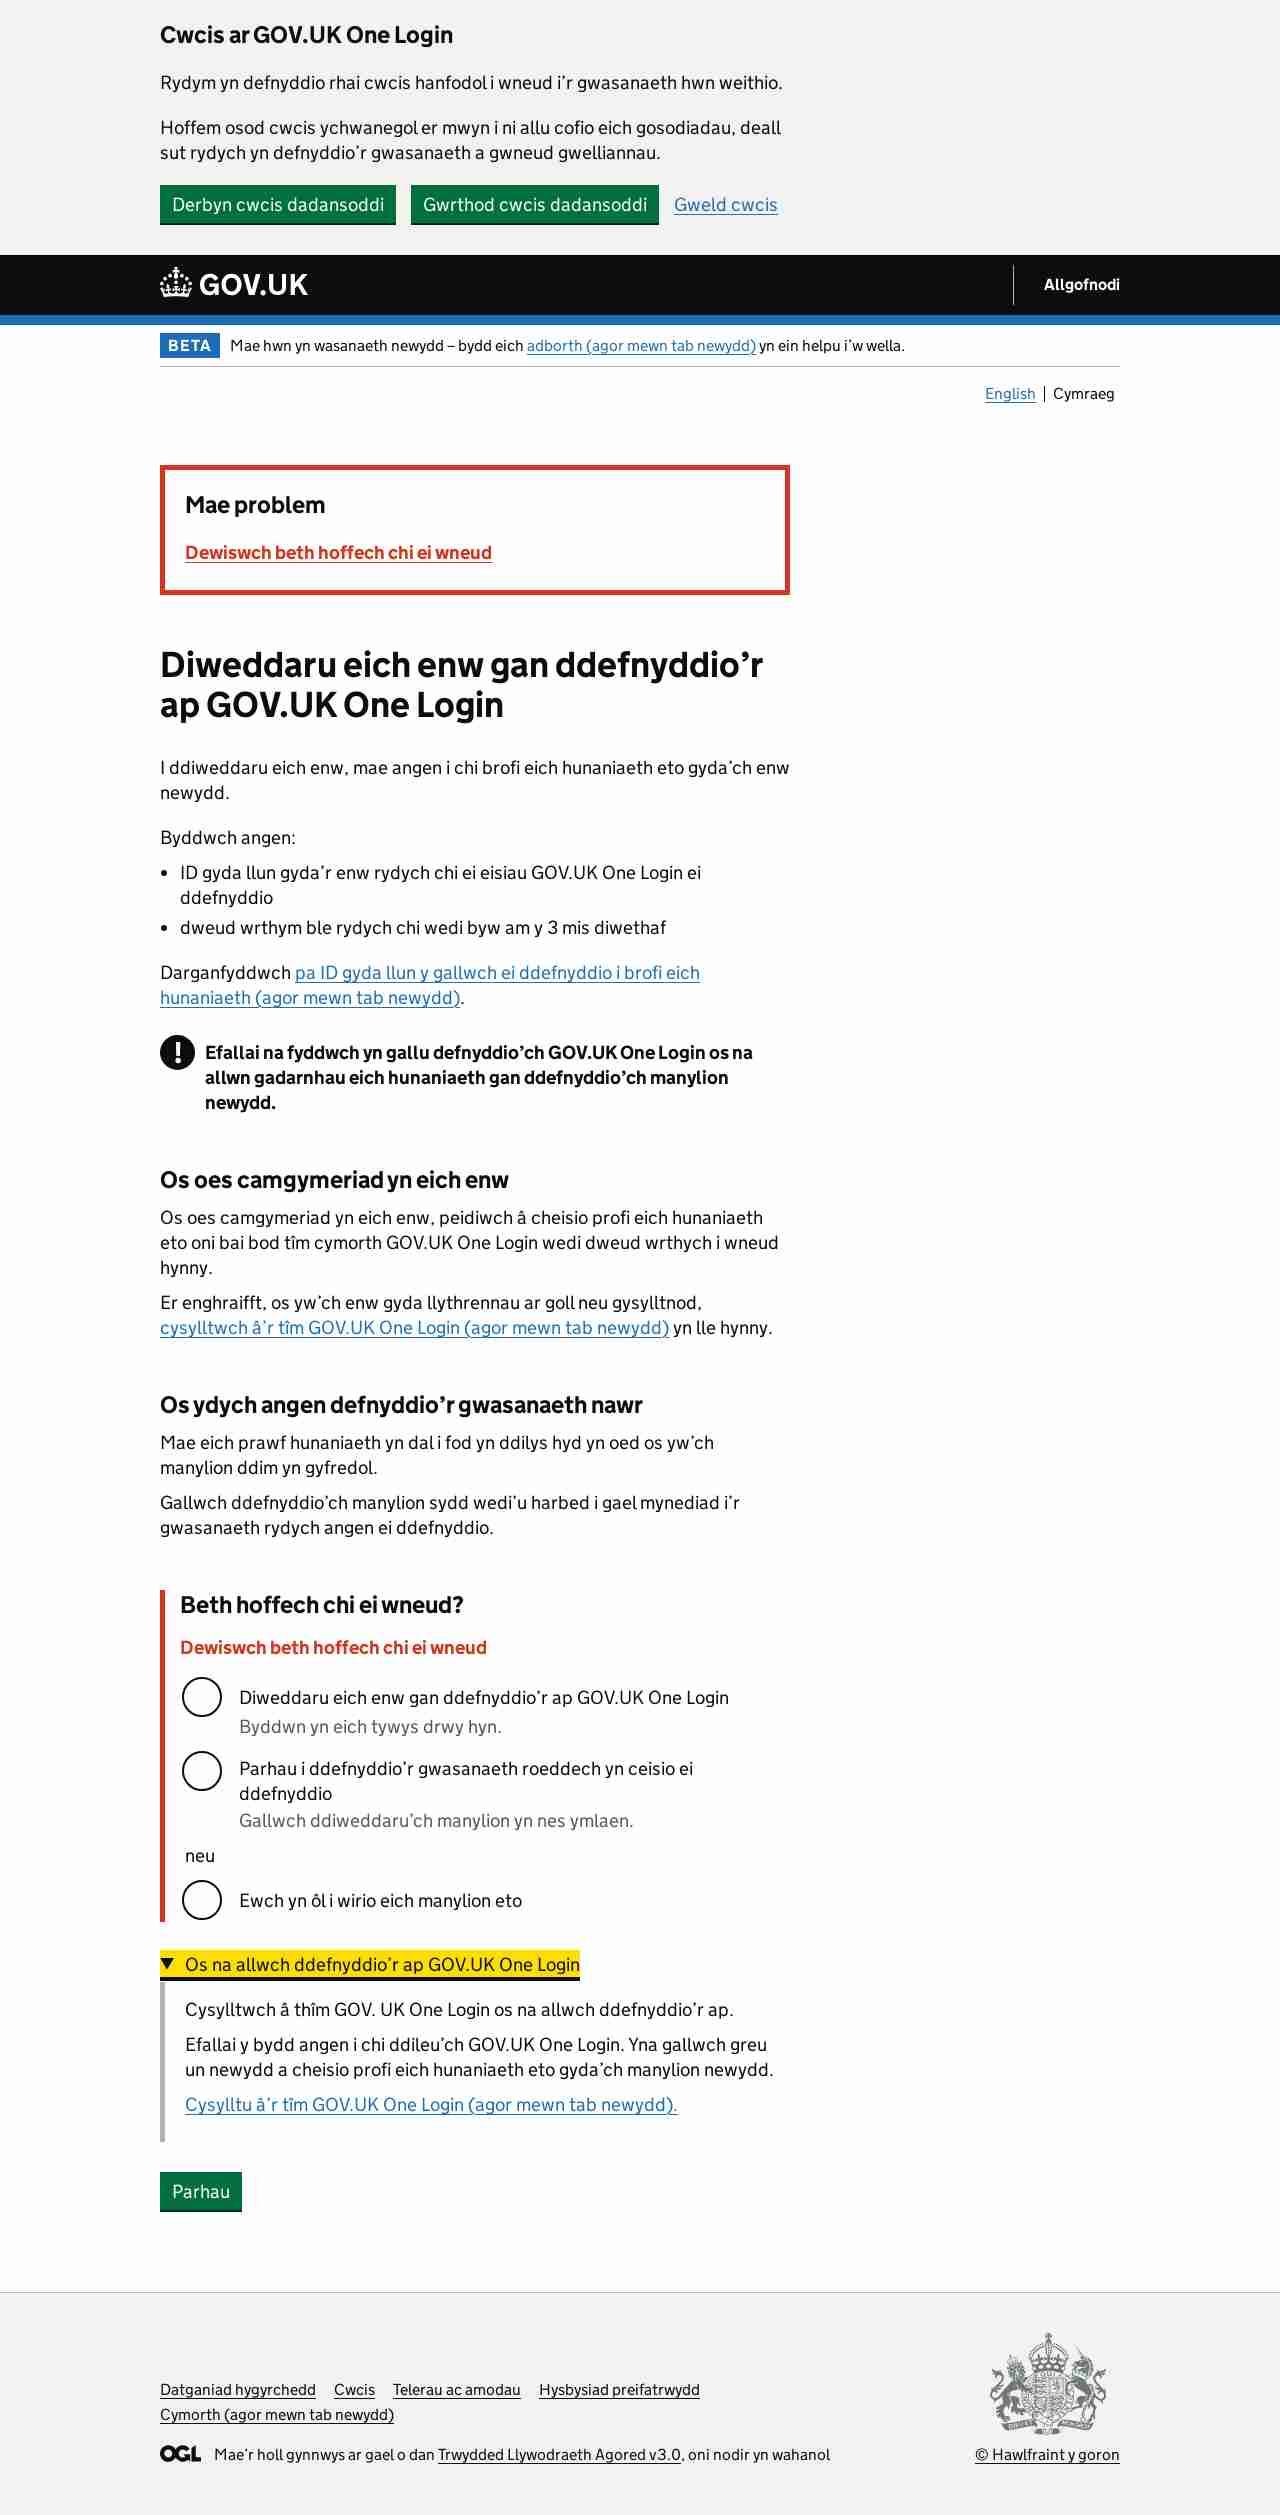 Cwcis ar GOV.UK One Login
Rydym yn defnyddio rhai cwcis hanfodol i wneud i’r gwasanaeth hwn weithio.
Hoffem osod cwcis ychwanegol er mwyn i ni allu cofio eich gosodiadau, deall
sut rydych yn defnyddio’r gwasanaeth a gwneud gwelliannau.
Derbyn cwcis dadansoddi Gwrthod cwcis dadansoddi Gweld cwcis
GOV.UK Allgofnodi
BETA Mae hwn yn wasanaeth newydd – bydd eich adborth (agor mewn tab newydd) yn ein helpu i’w wella.
English Cymraeg
Mae problem
Dewiswch beth hoffech chi ei wneud
Diweddaru eich enw gan ddefnyddio’r
ap GOV.UK One Login
I ddiweddaru eich enw, mae angen i chi brofi eich hunaniaeth eto gyda’ch enw
newydd.
Byddwch angen:
• ID gyda llun gyda’r enw rydych chi ei eisiau GOV.UK One Login ei
ddefnyddio
• dweud wrthym ble rydych chi wedi byw am y 3 mis diwethaf
Darganfyddwch pa ID gyda llun y gallwch ei ddefnyddio i brofi eich
hunaniaeth (agor mewn tab newydd).
! Efallai na fyddwch yn gallu defnyddio’ch GOV.UK One Login os na
allwn gadarnhau eich hunaniaeth gan ddefnyddio’ch manylion
newydd.
Os oes camgymeriad yn eich enw
Os oes camgymeriad yn eich enw, peidiwch â cheisio profi eich hunaniaeth
eto oni bai bod tîm cymorth GOV.UK One Login wedi dweud wrthych i wneud
hynny.
Er enghraifft, os yw’ch enw gyda llythrennau ar goll neu gysylltnod,
cysylltwch â’r tîm GOV.UK One Login (agor mewn tab newydd) yn lle hynny.
Os ydych angen defnyddio’r gwasanaeth nawr
Mae eich prawf hunaniaeth yn dal i fod yn ddilys hyd yn oed os yw’ch
manylion ddim yn gyfredol.
Gallwch ddefnyddio’ch manylion sydd wedi’u harbed i gael mynediad i’r
gwasanaeth rydych angen ei ddefnyddio.
Beth hoffech chi ei wneud?
Dewiswch beth hoffech chi ei wneud
Diweddaru eich enw gan ddefnyddio’r ap GOV.UK One Login
Byddwn yn eich tywys drwy hyn.
Parhau i ddefnyddio’r gwasanaeth roeddech yn ceisio ei
ddefnyddio
Gallwch ddiweddaru’ch manylion yn nes ymlaen.
neu
Ewch yn ôl i wirio eich manylion eto
Os na allwch ddefnyddio’r ap GOV.UK One Login
Cysylltwch â thîm GOV. UK One Login os na allwch ddefnyddio’r ap.
Efallai y bydd angen i chi ddileu’ch GOV.UK One Login. Yna gallwch greu
un newydd a cheisio profi eich hunaniaeth eto gyda’ch manylion newydd.
Cysylltu â’r tîm GOV.UK One Login (agor mewn tab newydd).
Parhau
Datganiad hygyrchedd Cwcis Telerau ac amodau Hysbysiad preifatrwydd
Cymorth (agor mewn tab newydd)
OGL Mae’r holl gynnwys ar gael o dan Trwydded Llywodraeth Agored v3.0, oni nodir yn wahanol
© Hawlfraint y goron